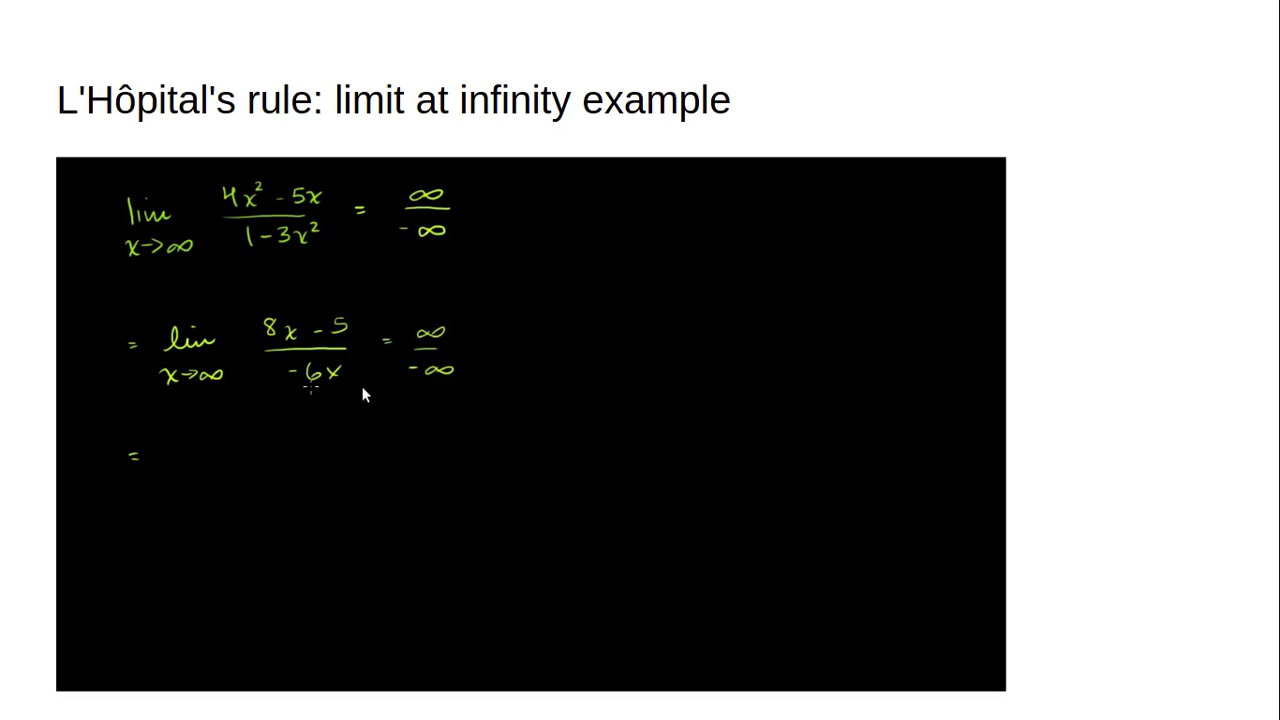 L'Hôpital's rule: limit at infinity example
lim x→∞ (4x² - 5x)/(1 - 3x²) = ∞/-∞
= lim x→∞ (8x - 5)/(-6x) = ∞/-∞
=